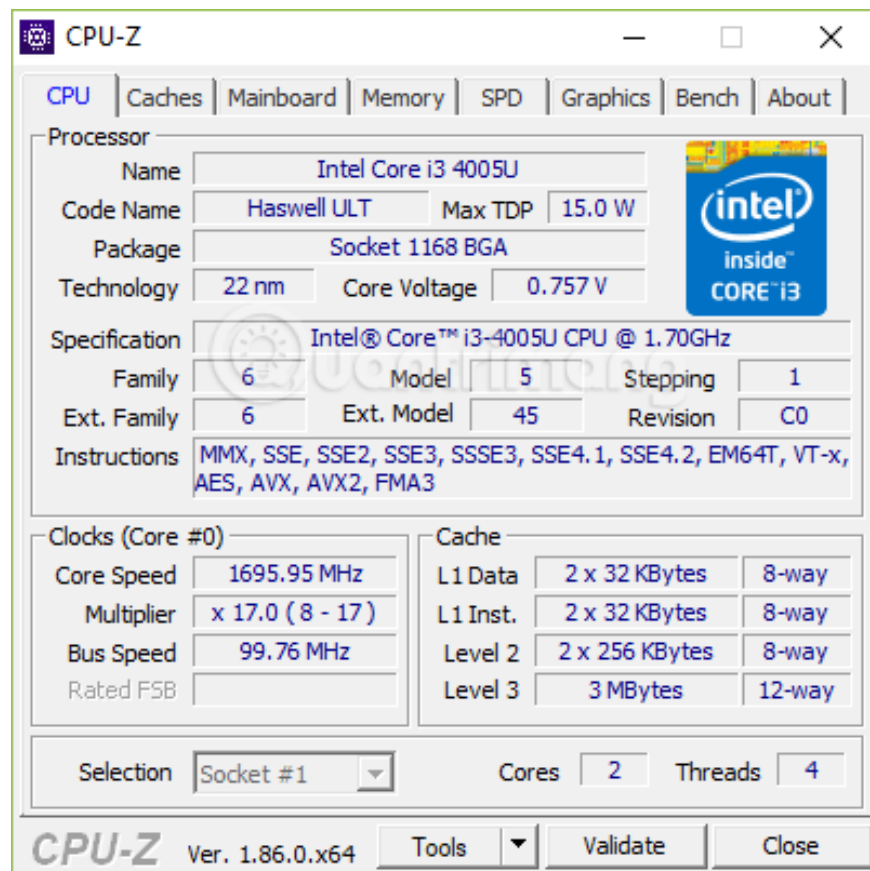 CPU-Z
CPU Caches Mainboard Memory SPD Graphics Bench About
Processor
Name Intel Core i3 4005U
Code Name Haswell ULT Max TDP 15.0 W
Package Socket 1168 BGA
Technology 22 nm Core Voltage 0.757 V
intel®
inside™
CORE™i3
Specification Intel® Core™ i3-4005U CPU @ 1.70GHz
Family 6 Model 5 Stepping 1
Ext. Family 6 Ext. Model 45 Revision C0
Instructions MMX, SSE, SSE2, SSE3, SSSE3, SSE4.1, SSE4.2, EM64T, VT-x,
AES, AVX, AVX2, FMA3
Quantrimang
Clocks (Core #0)
Core Speed 1695.95 MHz
Multiplier x 17.0 ( 8 - 17 )
Bus Speed 99.76 MHz
Rated FSB
Cache
L1 Data 2 x 32 KBytes 8-way
L1 Inst. 2 x 32 KBytes 8-way
Level 2 2 x 256 KBytes 8-way
Level 3 3 MBytes 12-way
Selection Socket #1 Cores 2 Threads 4
CPU-Z Ver. 1.86.0.x64 Tools Validate Close